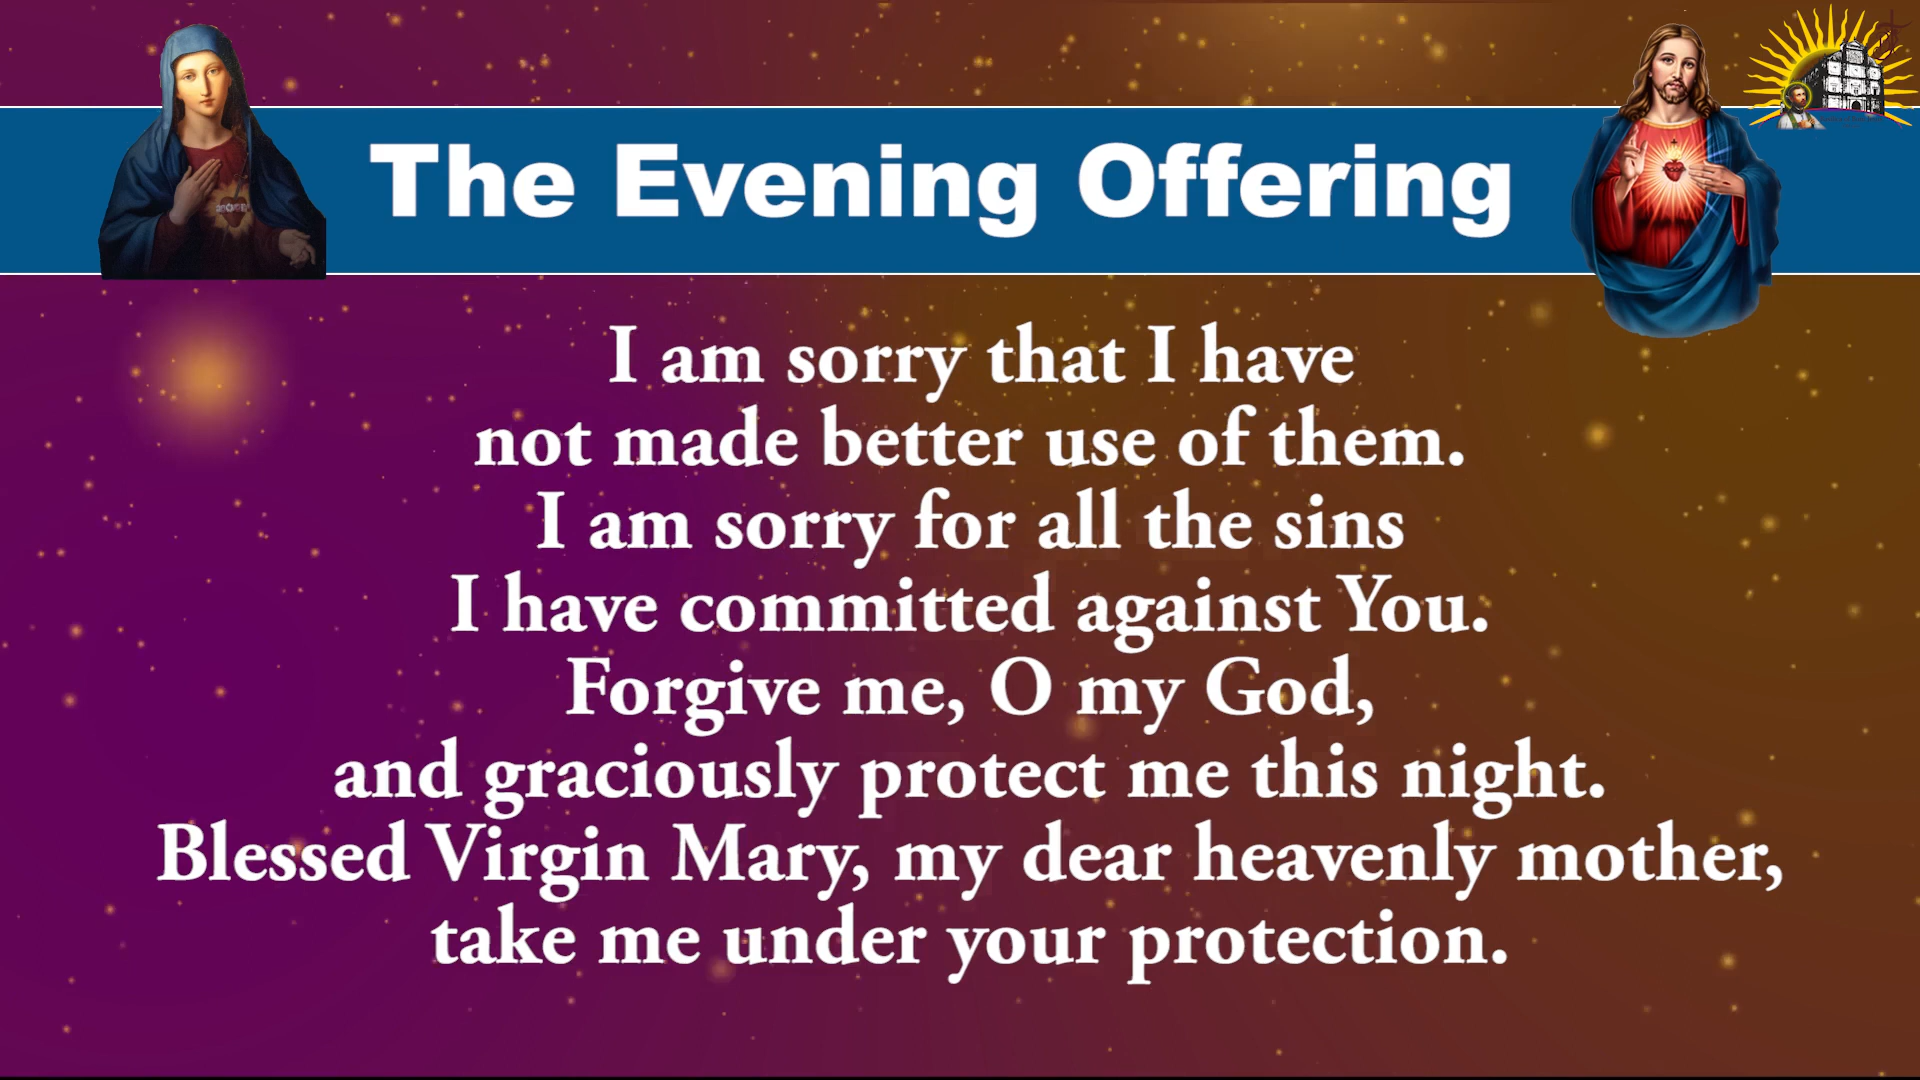 The Evening Offering
I am sorry that I have
not made better use of them.
I am sorry for all the sins
I have committed against You.
Forgive me, O my God,
and graciously protect me this night.
Blessed Virgin Mary, my dear heavenly mother,
take me under your protection.